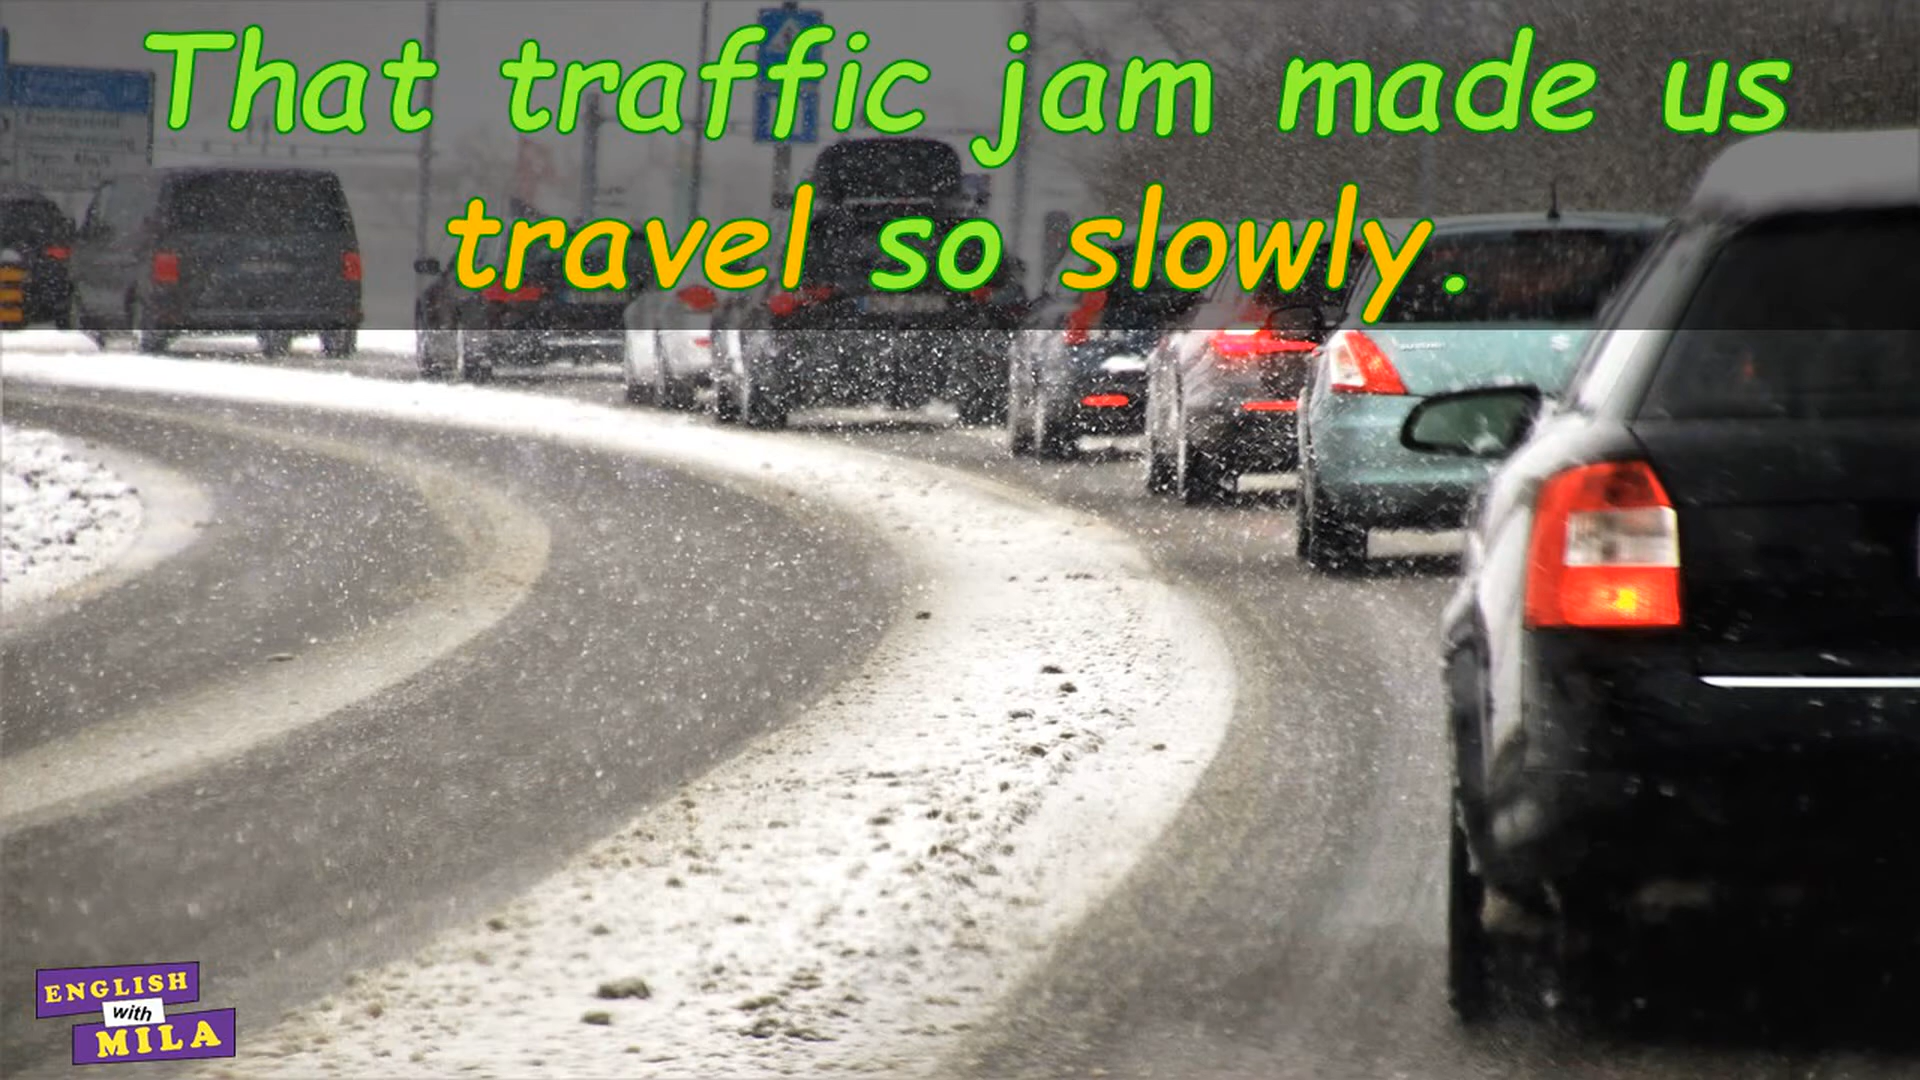 That traffic jam made us
travel so slowly.
ENGLISH
with
MILA